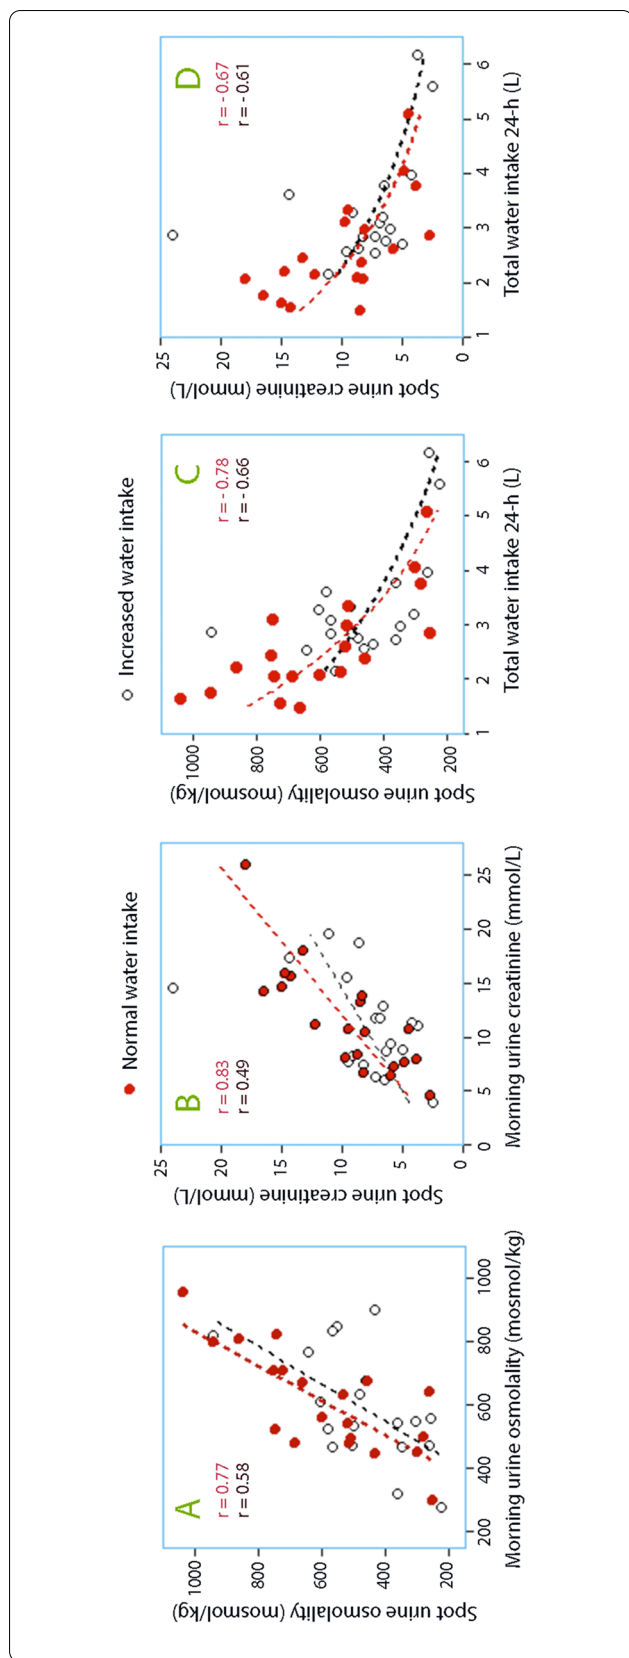 Normal water intake
Increased water intake
A
r = 0.77
r = 0.58
Spot urine osmolality (mosmol/kg)
1000
800
600
400
200
200 400 600 800 1000
Morning urine osmolality (mosmol/kg)
B
r = 0.83
r = 0.49
Spot urine creatinine (mmol/L)
25
20
15
10
5
0
0 5 10 15 20 25
Morning urine creatinine (mmol/L)
C
r = - 0.78
r = - 0.66
Spot urine osmolality (mosmol/kg)
1000
800
600
400
200
1 2 3 4 5 6
Total water intake 24-h (L)
D
r = - 0.67
r = - 0.61
Spot urine creatinine (mmol/L)
25
20
15
10
5
0
1 2 3 4 5 6
Total water intake 24-h (L)